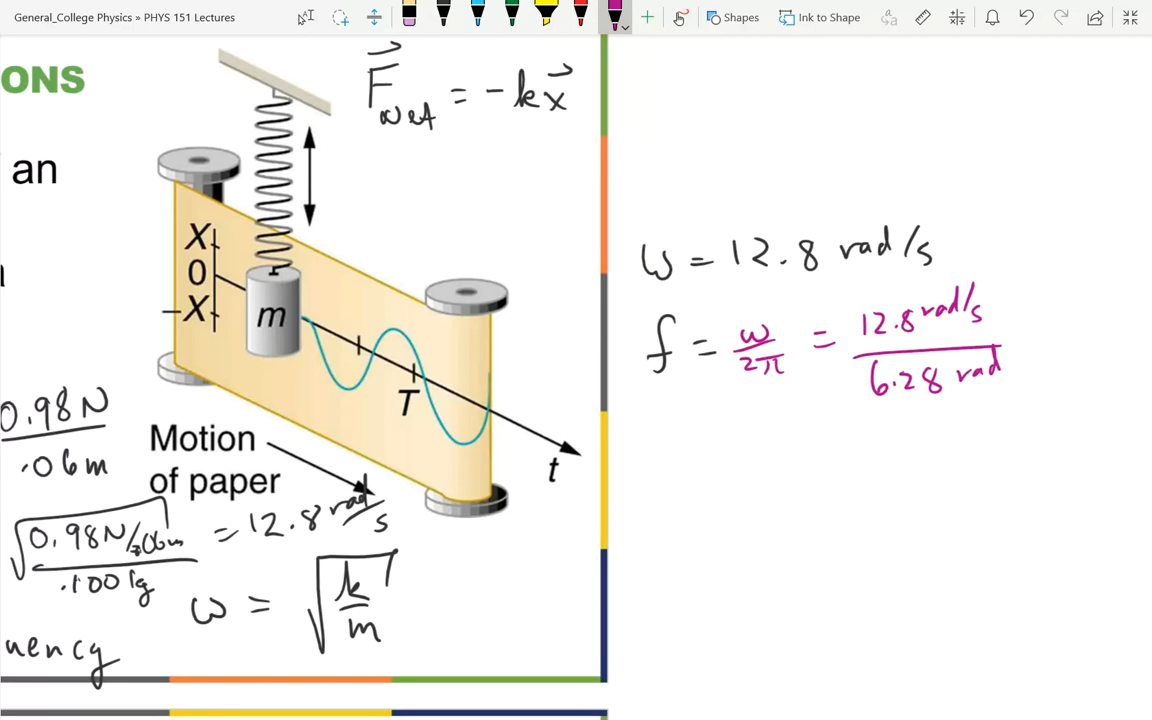 General_College Physics » PHYS 151 Lectures
Shapes
Ink to Shape
ONS
an
F⃗net = -kx⃗
X
0
-X
m
T
t
Motion
of paper
0.98N
.06m
√(0.98N/.06m / .100kg) = 12.8 rad/s
ω = √(k/m)
uency
ω = 12.8 rad/s
f = ω/2π = 12.8 rad/s / 6.28 rad